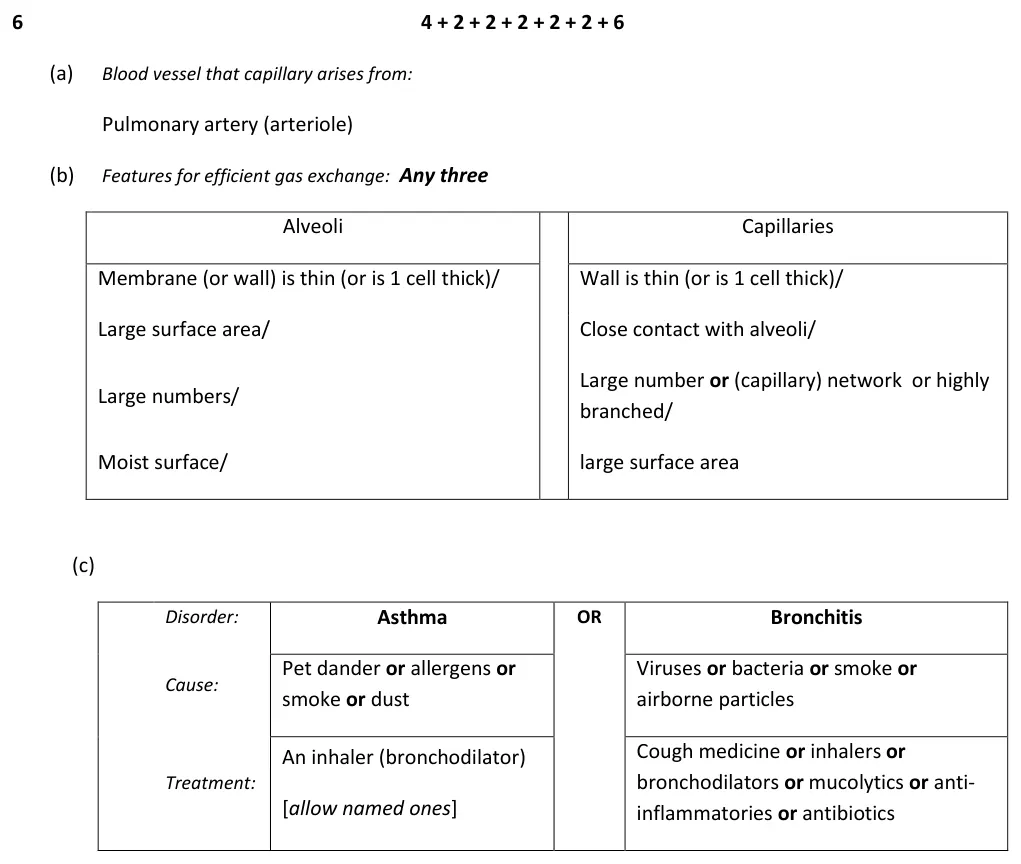 6 4 + 2 + 2 + 2 + 2 + 2 + 6
(a) Blood vessel that capillary arises from:
Pulmonary artery (arteriole)
(b) Features for efficient gas exchange: Any three
Alveoli
Membrane (or wall) is thin (or is 1 cell thick)/
Large surface area/
Large numbers/
Moist surface/
Capillaries
Wall is thin (or is 1 cell thick)/
Close contact with alveoli/
Large number or (capillary) network or highly
branched/
large surface area
(c)
Disorder: Asthma OR Bronchitis
Cause:
Pet dander or allergens or
smoke or dust
Viruses or bacteria or smoke or
airborne particles
Treatment:
An inhaler (bronchodilator)
[allow named ones]
Cough medicine or inhalers or
bronchodilators or mucolytics or anti-
inflammatories or antibiotics